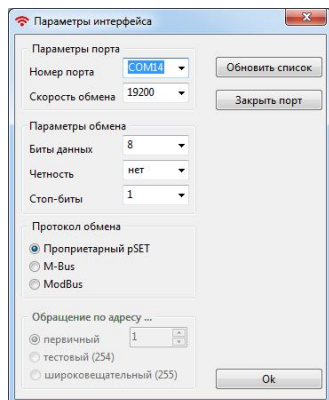 Параметры интерфейса
Параметры порта
Номер порта COM14 Обновить список
Скорость обмена 19200 Закрыть порт
Параметры обмена
Биты данных 8
Четность нет
Стоп-биты 1
Протокол обмена
Проприетарный pSET
M-Bus
ModBus
Обращение по адресу ...
первичный 1
тестовый (254)
широковещательный (255) Ok